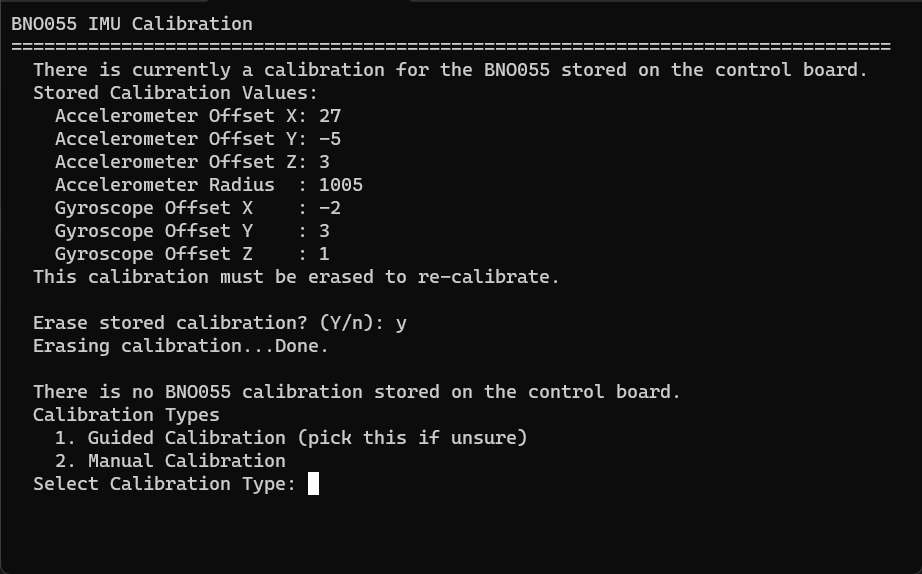 BNO055 IMU Calibration
================================================================================
There is currently a calibration for the BNO055 stored on the control board.
Stored Calibration Values:
Accelerometer Offset X: 27
Accelerometer Offset Y: -5
Accelerometer Offset Z: 3
Accelerometer Radius  : 1005
Gyroscope Offset X    : -2
Gyroscope Offset Y    : 3
Gyroscope Offset Z    : 1
This calibration must be erased to re-calibrate.
Erase stored calibration? (Y/n): y
Erasing calibration...Done.
There is no BNO055 calibration stored on the control board.
Calibration Types
1. Guided Calibration (pick this if unsure)
2. Manual Calibration
Select Calibration Type: